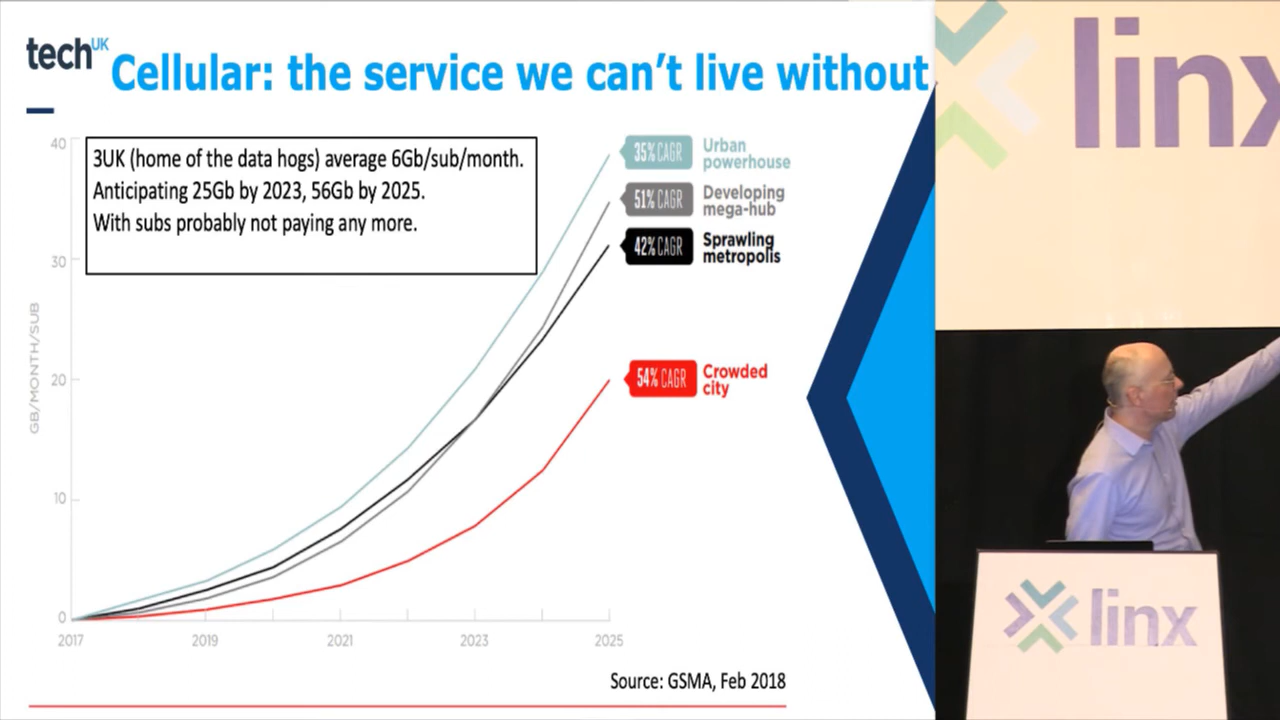 techUK
Cellular: the service we can't live without
40
30
20
10
0
GB/MONTH/SUB
3UK (home of the data hogs) average 6Gb/sub/month.
Anticipating 25Gb by 2023, 56Gb by 2025.
With subs probably not paying any more.
35% CAGR
Urban
powerhouse
51% CAGR
Developing
mega-hub
42% CAGR
Sprawling
metropolis
54% CAGR
Crowded
city
2017
2019
2021
2023
2025
Source: GSMA, Feb 2018
linx
linx